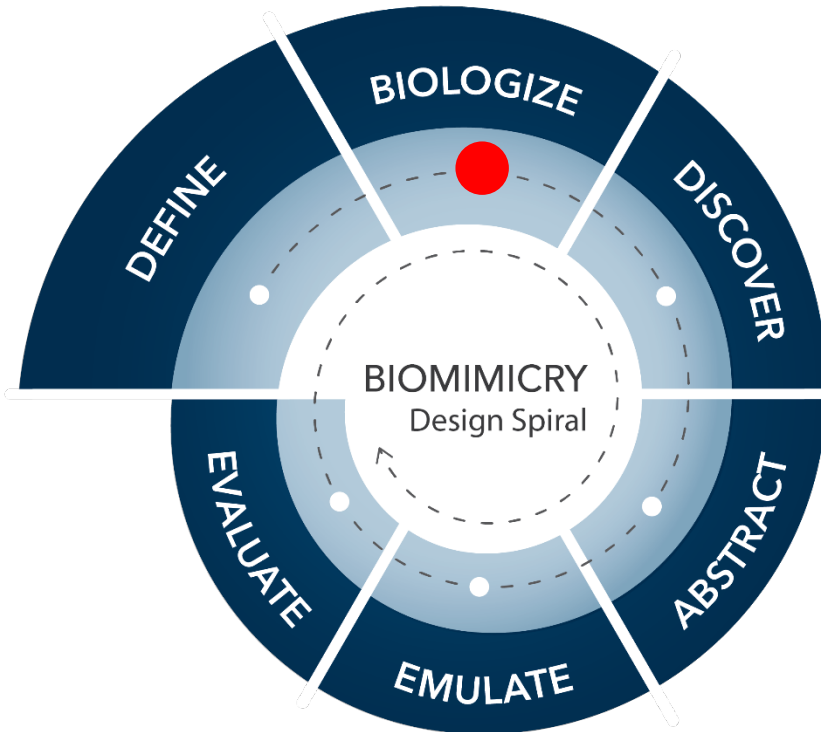 DEFINE
BIOLOGIZE
DISCOVER
ABSTRACT
EMULATE
EVALUATE
BIOMIMICRY
Design Spiral